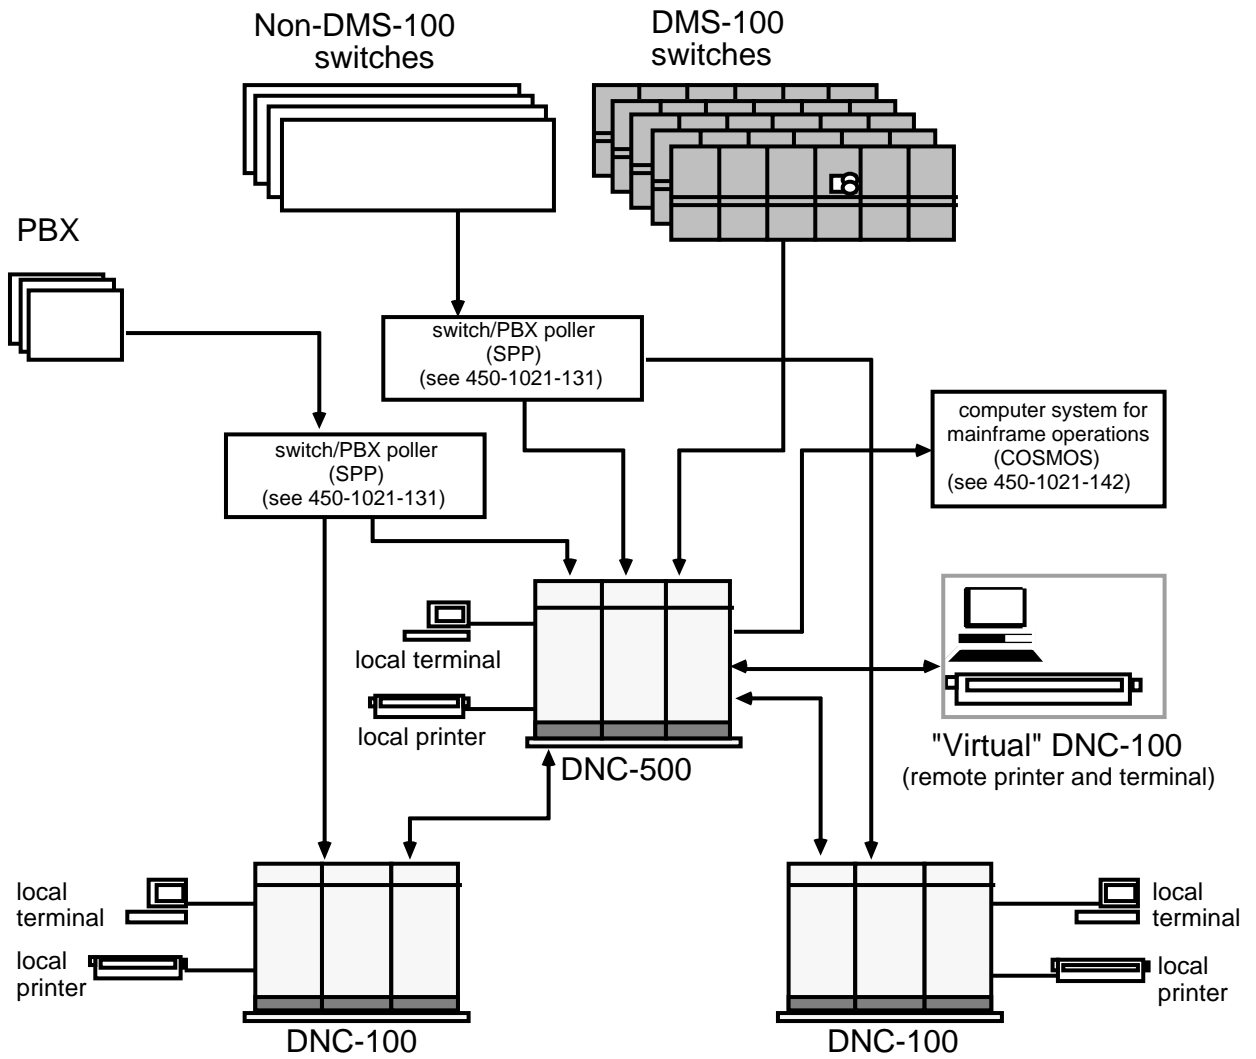 Non-DMS-100
switches
DMS-100
switches
PBX
switch/PBX poller
(SPP)
(see 450-1021-131)
computer system for
mainframe operations
(COSMOS)
(see 450-1021-142)
switch/PBX poller
(SPP)
(see 450-1021-131)
local terminal
local printer
DNC-500
"Virtual" DNC-100
(remote printer and terminal)
local
terminal
local
printer
DNC-100
local
terminal
local
printer
DNC-100